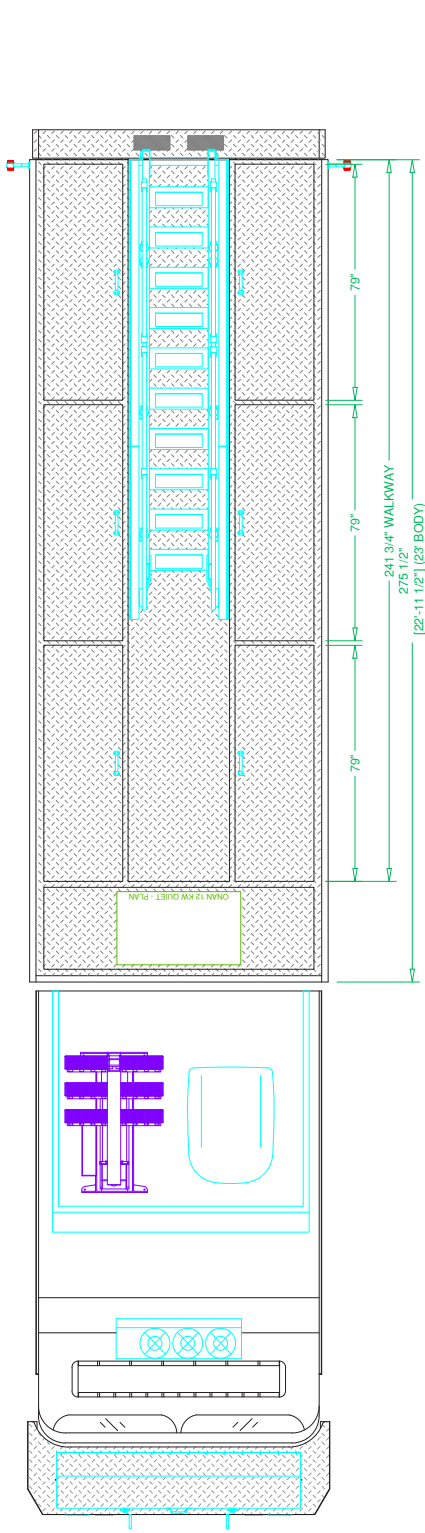 79"
79"
79"
241 3/4" WALKWAY
275 1/2"
[22'-11 1/2"] (23' BODY)
ONAN 12 KW QUIET - PLAN